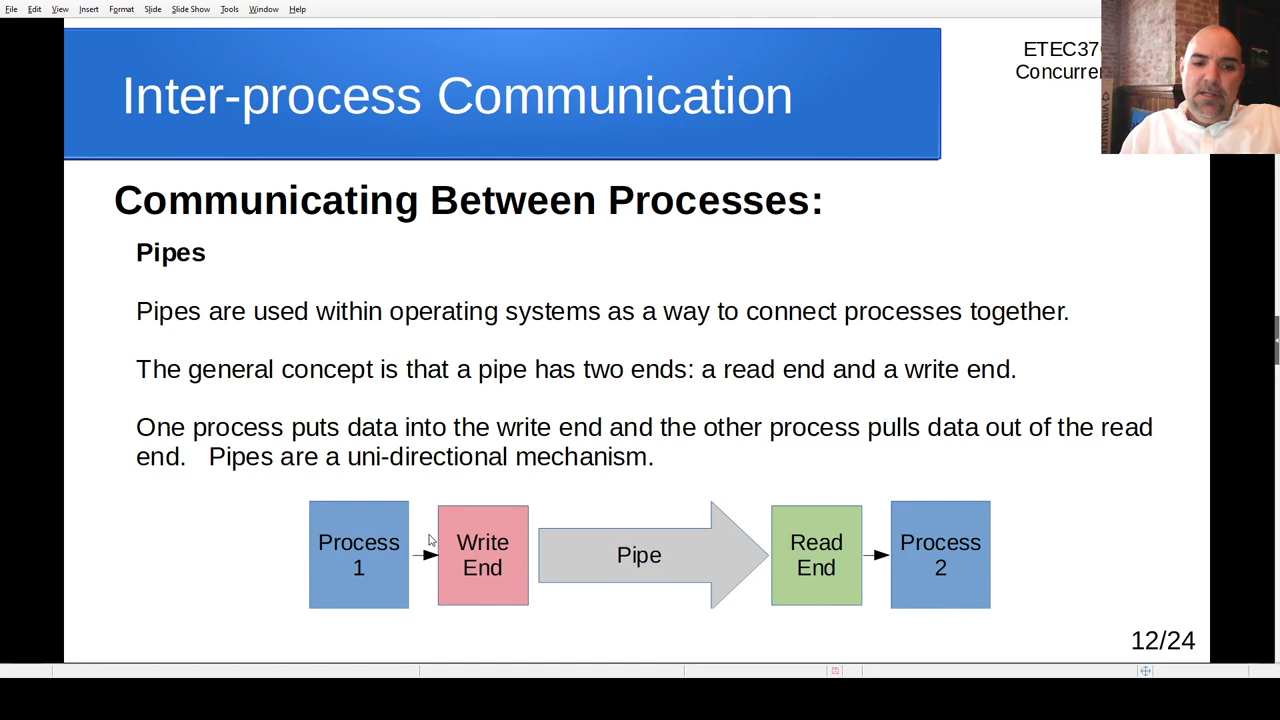 File Edit View Insert Format Slide Slide Show Tools Window Help
Inter-process Communication
Communicating Between Processes:
Pipes
Pipes are used within operating systems as a way to connect processes together.
The general concept is that a pipe has two ends: a read end and a write end.
One process puts data into the write end and the other process pulls data out of the read
end. Pipes are a uni-directional mechanism.
Process
1
Write
End
Pipe
Read
End
Process
2
12/24